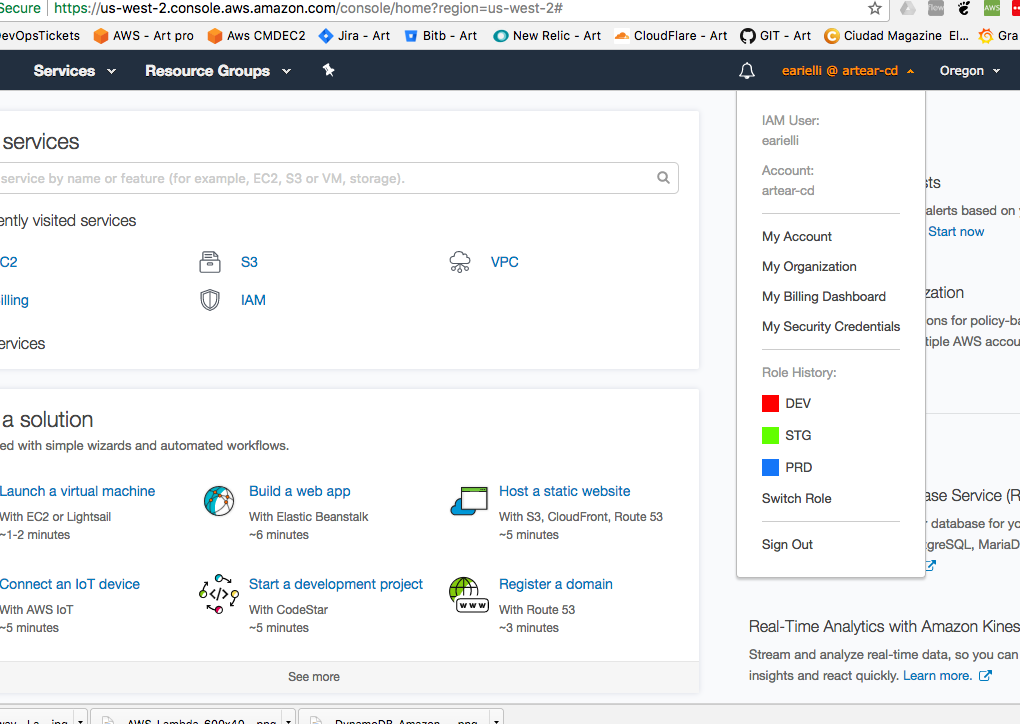 Secure https://us-west-2.console.aws.amazon.com/console/home?region=us-west-2#
evOpsTickets AWS - Art pro Aws CMDEC2 Jira - Art Bitb - Art New Relic - Art CloudFlare - Art GIT - Art Ciudad Magazine El... Gra
Services Resource Groups earielli @ artear-cd Oregon
services
service by name or feature (for example, EC2, S3 or VM, storage).
ently visited services
C2 S3 VPC
illing IAM
ervices
a solution
ed with simple wizards and automated workflows.
Launch a virtual machine
With EC2 or Lightsail
~1-2 minutes
Build a web app
With Elastic Beanstalk
~6 minutes
Host a static website
With S3, CloudFront, Route 53
~5 minutes
Connect an IoT device
With AWS IoT
~5 minutes
Start a development project
With CodeStar
~5 minutes
WWW
Register a domain
With Route 53
~3 minutes
See more
IAM User:
earielli
Account:
artear-cd
My Account
My Organization
My Billing Dashboard
My Security Credentials
Role History:
DEV
STG
PRD
Switch Role
Sign Out
sts
alerts based on
Start now
zation
ons for policy-ba
tiple AWS accou
ase Service (R
database for yo
greSQL, MariaD
Real-Time Analytics with Amazon Kines
Stream and analyze real-time data, so you can
insights and react quickly. Learn more.